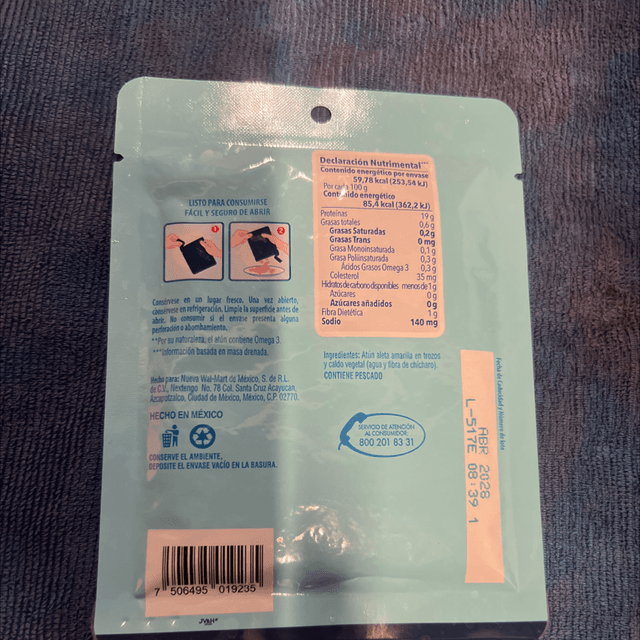 LISTO PARA CONSUMIRSE
FÁCIL Y SEGURO DE ABRIR
1
2
Consérvese en un lugar fresco. Una vez abierto,
consérvese en refrigeración. Limpie la superficie antes de
abrir. No consumir si el envase presenta alguna
perforación o abombamiento.
**Por su naturaleza, el atún contiene Omega 3.
***Información basada en masa drenada.
Hecho para: Nueva Wal-Mart de México, S. de R.L.
de C.V., Nextengo No. 78 Col. Santa Cruz Acayucan,
Azcapotzalco, Ciudad de México, México, C.P. 02770.
HECHO EN MÉXICO
CONSERVE EL AMBIENTE,
DEPOSITE EL ENVASE VACÍO EN LA BASURA.
7 506495 019235
Declaración Nutrimental***
Contenido energético por envase
59,78 kcal (253,54 kJ)
Por cada 100 g
Contenido energético
85,4 kcal (362,2 kJ)
Proteínas 19 g
Grasas totales 0,6 g
Grasas Saturadas 0,2 g
Grasas Trans 0 mg
Grasa Monoinsaturada 0,1 g
Grasa Poliinsaturada 0,3 g
Ácidos Grasos Omega 3 0,3 g
Colesterol 35 mg
Hidratos de carbono disponibles menos de 1 g
Azúcares 0 g
Azúcares añadidos 0 g
Fibra Dietética 1 g
Sodio 140 mg
Ingredientes: Atún aleta amarilla en trozos
y caldo vegetal (agua y fibra de chícharo).
CONTIENE PESCADO
SERVICIO DE ATENCIÓN
AL CONSUMIDOR
800 201 83 31
Fecha de Caducidad y Número de lote
ABR 2028
L-517E 08:39 1